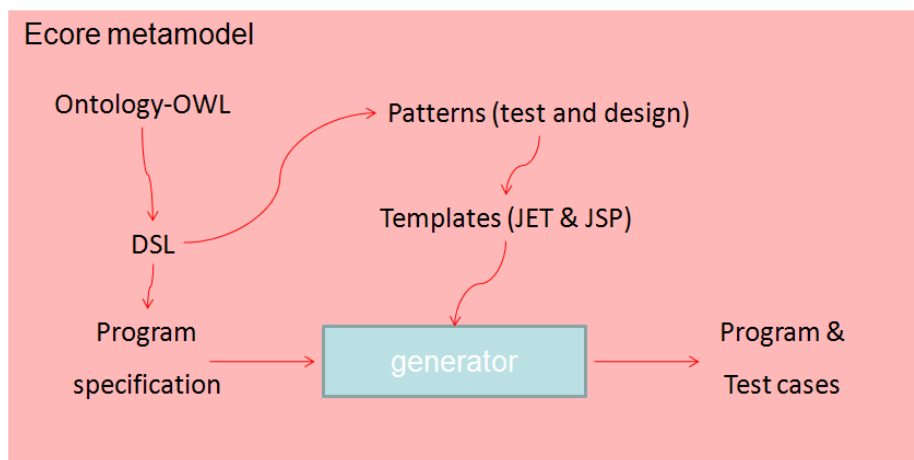 Ecore metamodel
Ontology-OWL
Patterns (test and design)
Templates (JET & JSP)
DSL
Program
specification
generator
Program &
Test cases